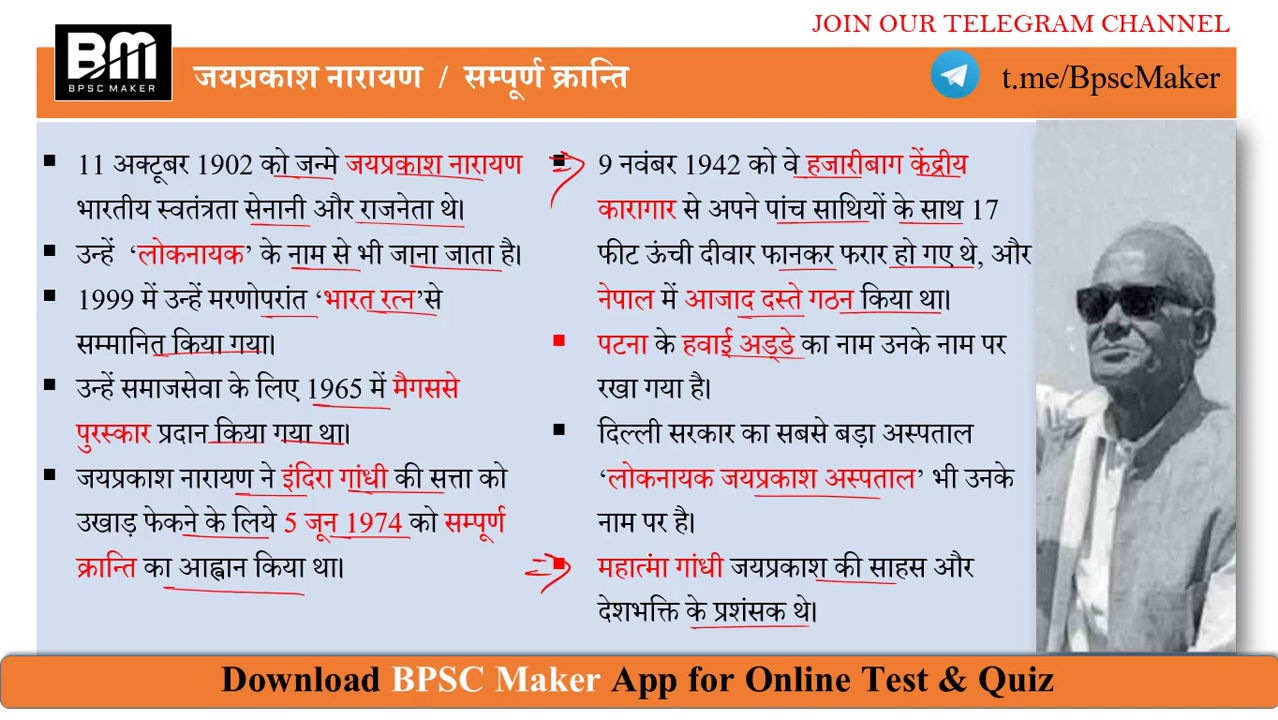 JOIN OUR TELEGRAM CHANNEL
BM
BPSC MAKER
जयप्रकाश नारायण / सम्पूर्ण क्रान्ति
t.me/BpscMaker
11 अक्टूबर 1902 को जन्मे जयप्रकाश नारायण
भारतीय स्वतंत्रता सेनानी और राजनेता थे।
उन्हें ‘लोकनायक’ के नाम से भी जाना जाता है।
1999 में उन्हें मरणोपरांत ‘भारत रत्न’से
सम्मानित किया गया।
उन्हें समाजसेवा के लिए 1965 में मैगससे
पुरस्कार प्रदान किया गया था।
जयप्रकाश नारायण ने इंदिरा गांधी की सत्ता को
उखाड़ फेकने के लिये 5 जून 1974 को सम्पूर्ण
क्रान्ति का आह्वान किया था।
9 नवंबर 1942 को वे हजारीबाग केंद्रीय
कारागार से अपने पांच साथियों के साथ 17
फीट ऊंची दीवार फानकर फरार हो गए थे, और
नेपाल में आजाद दस्ते गठन किया था।
पटना के हवाई अड्डे का नाम उनके नाम पर
रखा गया है।
दिल्ली सरकार का सबसे बड़ा अस्पताल
‘लोकनायक जयप्रकाश अस्पताल’ भी उनके
नाम पर है।
महात्मा गांधी जयप्रकाश की साहस और
देशभक्ति के प्रशंसक थे।
Download BPSC Maker App for Online Test & Quiz